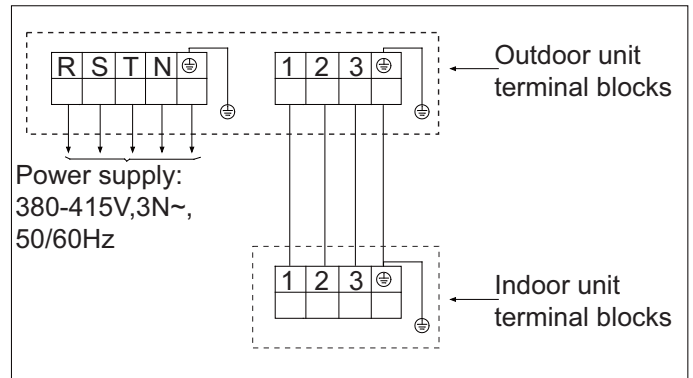 R S T N ⏚
1 2 3 ⏚
Outdoor unit
terminal blocks
⏚
⏚
Power supply:
380-415V,3N~,
50/60Hz
1 2 3 ⏚
Indoor unit
terminal blocks
⏚